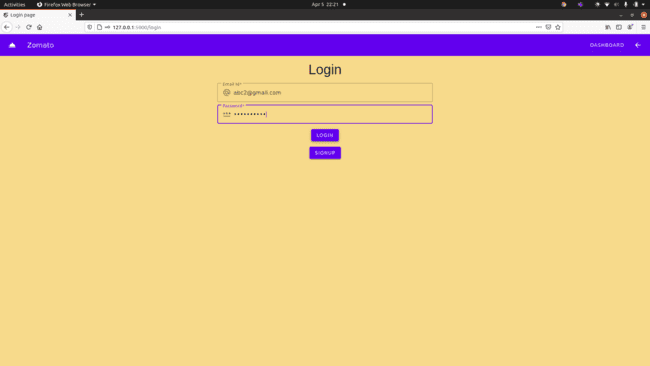 Activities
Firefox Web Browser
Apr 5 22:21
Login page
127.0.0.1:5000/login
Zomato
DASHBOARD
Login
Email Id*
abc2@gmail.com
Password*
LOGIN
SIGNUP